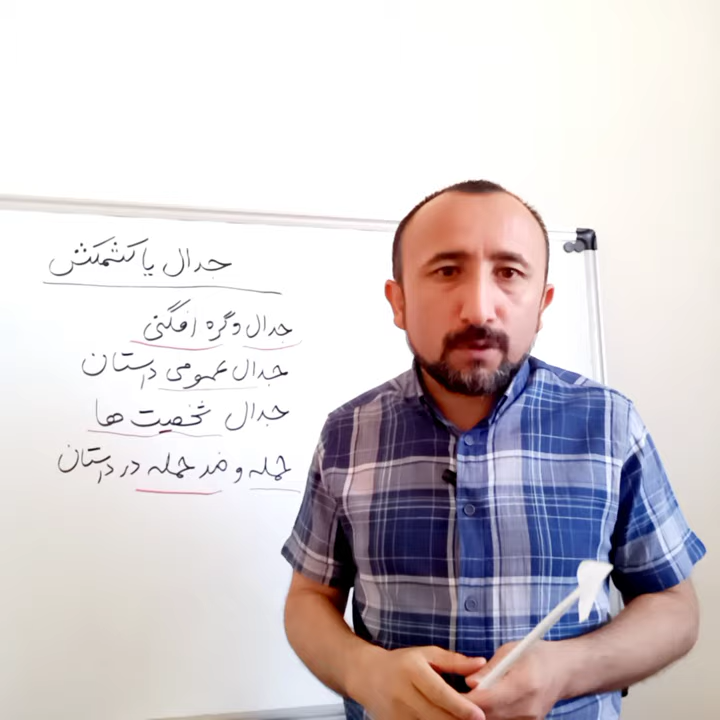 جدال یا کشمکش
جدال و گره افگنی
جدال عمومی داستان
جدال شخصیت ها
حمله و ضد حمله در داستان